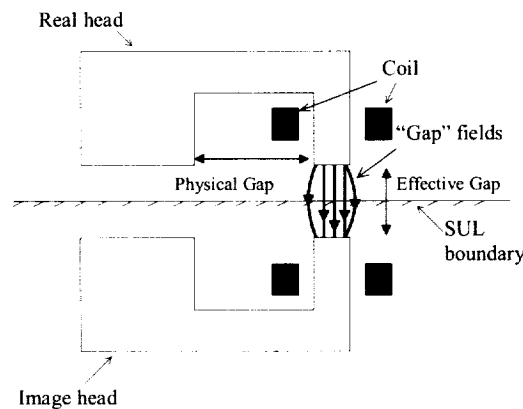 Real head
Coil
“Gap” fields
Physical Gap
Effective Gap
SUL
boundary
Image head